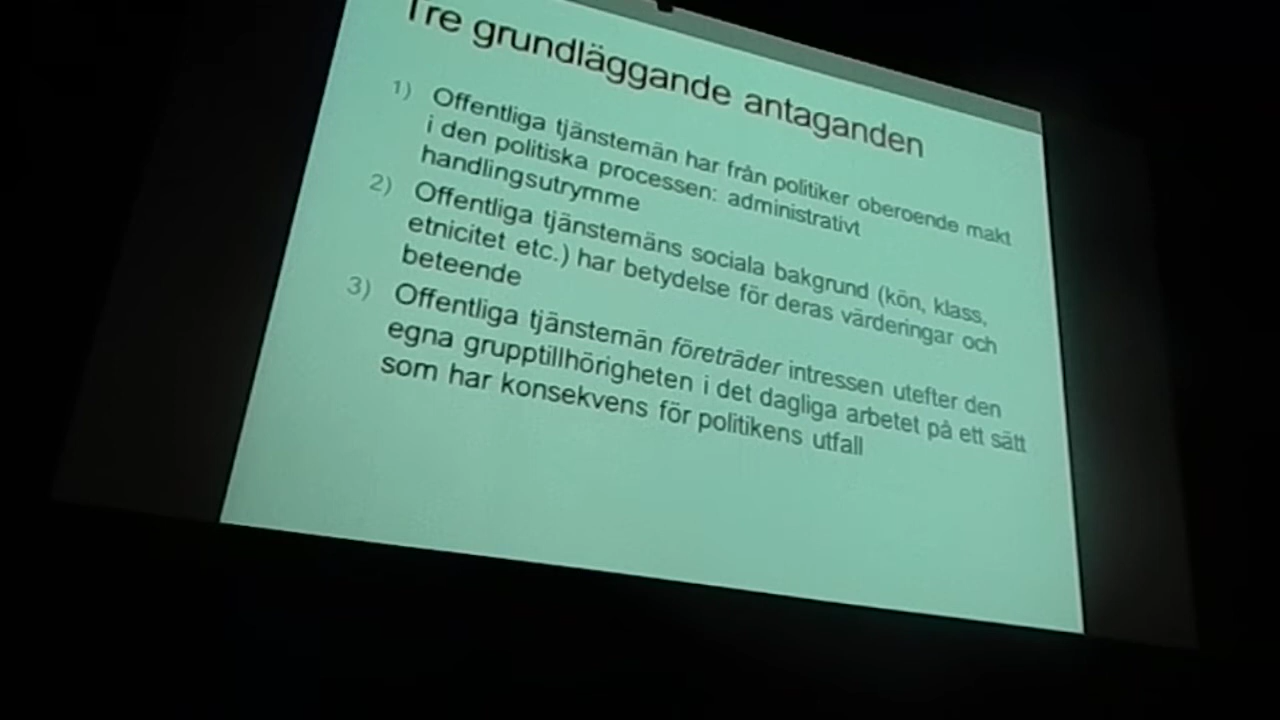 Tre grundläggande antaganden
1) Offentliga tjänstemän har från politiker oberoende makt
i den politiska processen: administrativt
handlingsutrymme
2) Offentliga tjänstemäns sociala bakgrund (kön, klass,
etnicitet etc.) har betydelse för deras värderingar och
beteende
3) Offentliga tjänstemän företräder intressen utefter den
egna grupptillhörigheten i det dagliga arbetet på ett sätt
som har konsekvens för politikens utfall